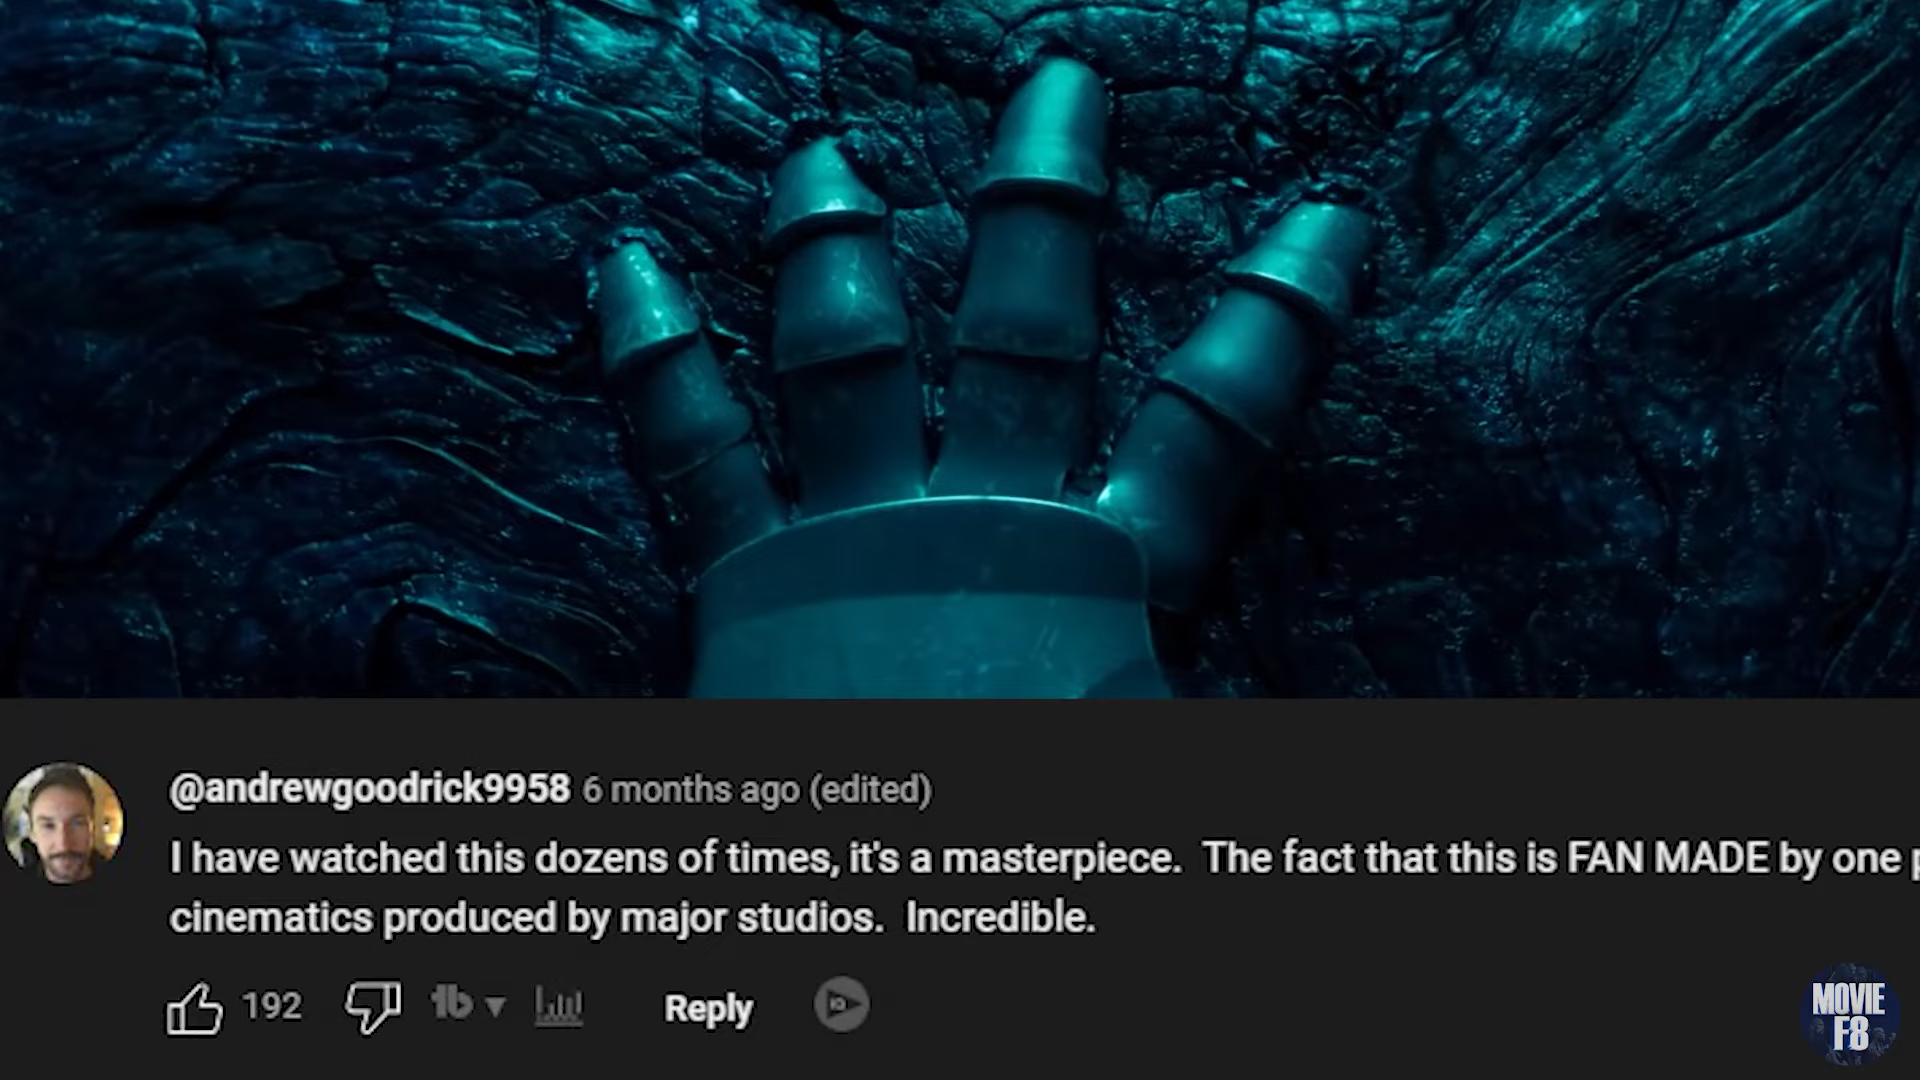 @andrewgoodrick9958 6 months ago (edited)
I have watched this dozens of times, it's a masterpiece. The fact that this is FAN MADE by one
cinematics produced by major studios. Incredible.
192 Reply
MOVIE
F8